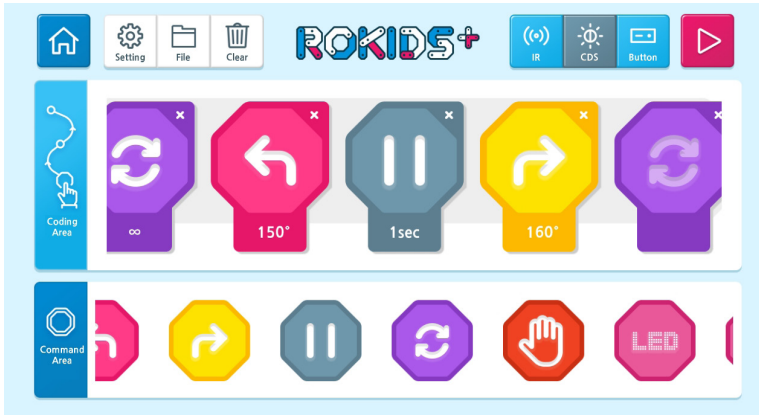 Setting
File
Clear
ROKIDS+
IR
CDS
Button
Coding
Area
∞
150°
1sec
160°
Command
Area
LED